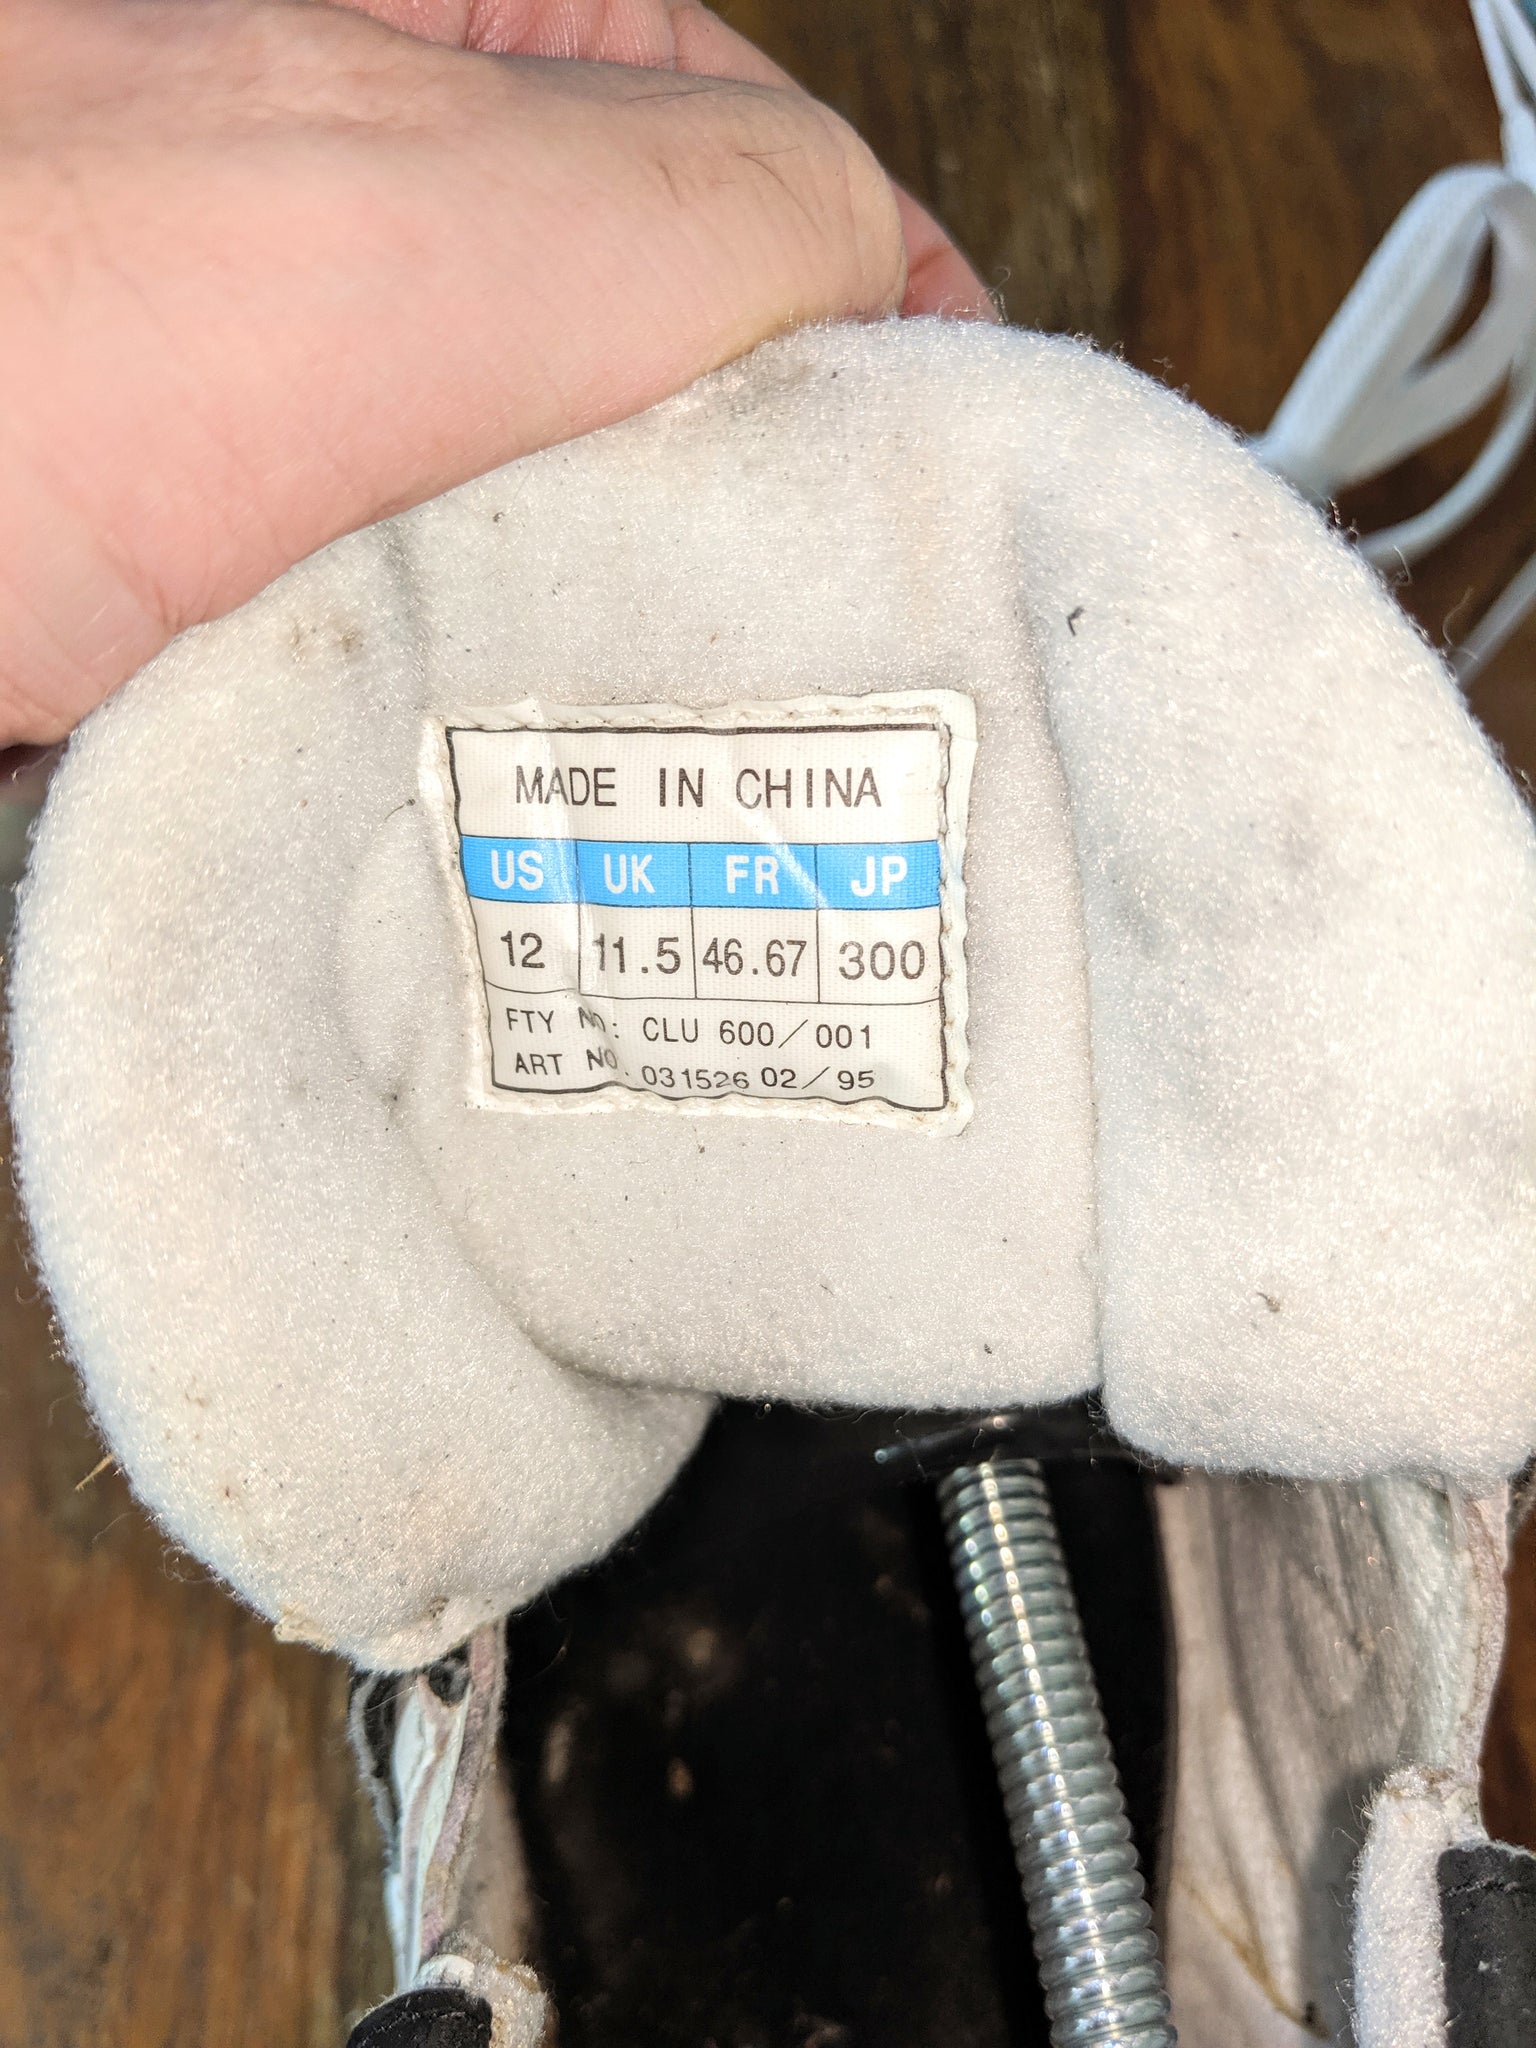 MADE IN CHINA
US UK FR JP
12 11.5 46.67 300
FTY NO: CLU 600/001
ART NO. 031526 02/95